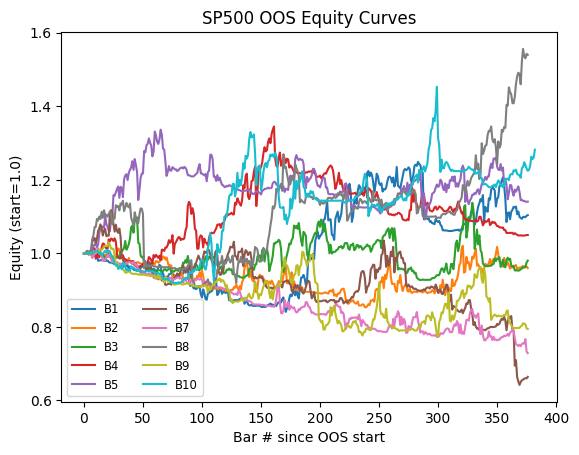 SP500 OOS Equity Curves
Equity (start=1.0)
1.6
1.4
1.2
1.0
0.8
0.6
B1 B6
B2 B7
B3 B8
B4 B9
B5 B10
0 50 100 150 200 250 300 350 400
Bar # since OOS start